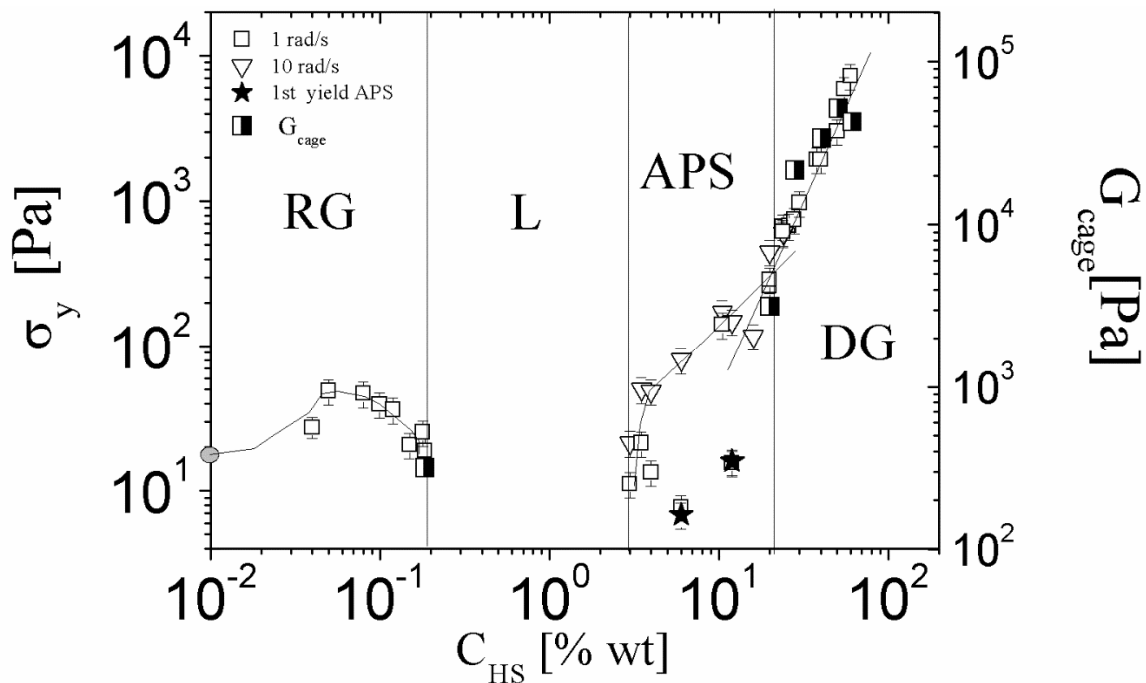 10^4
10^3
10^2
10^1
σ_y [Pa]
1 rad/s
10 rad/s
1st yield APS
G_cage
RG
L
APS
DG
10^5
10^4
10^3
10^2
G_cage [Pa]
10^-2
10^-1
10^0
10^1
10^2
C_HS [% wt]